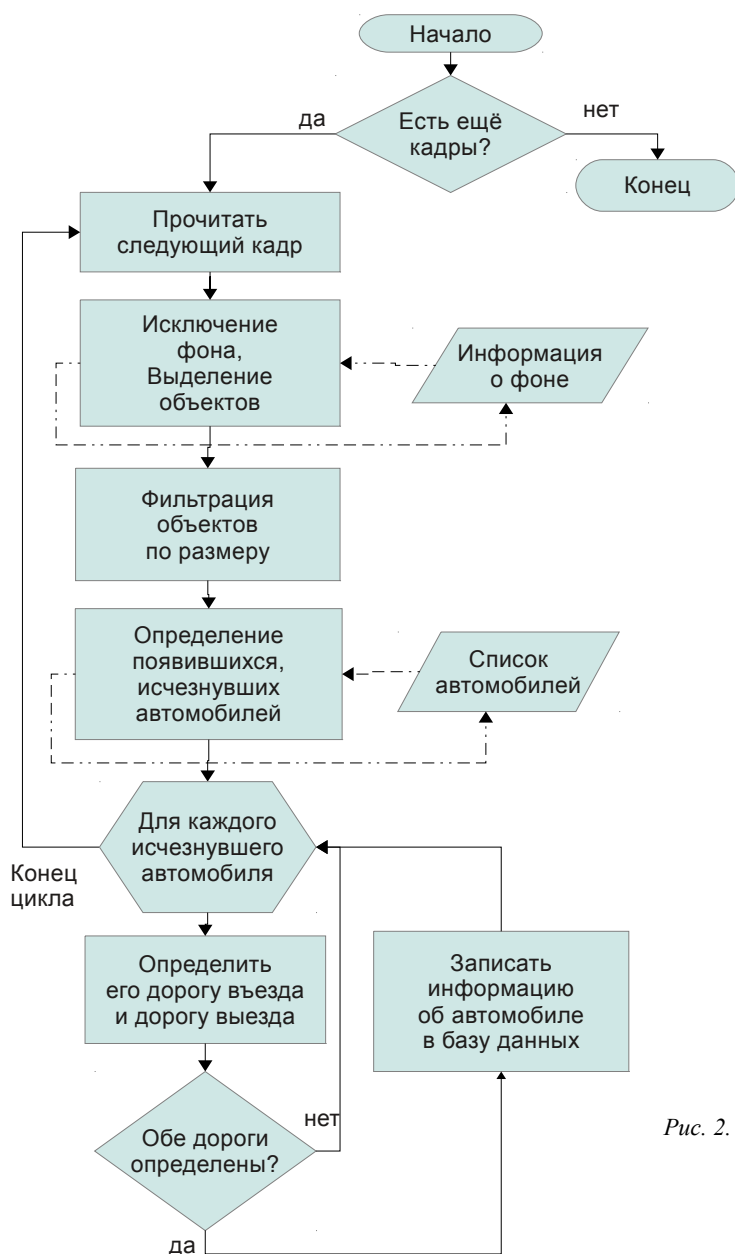 Начало
да
Есть ещё
кадры?
нет
Конец
Прочитать
следующий кадр
Исключение
фона,
Выделение
объектов
Информация
о фоне
Фильтрация
объектов
по размеру
Определение
появившихся,
исчезнувших
автомобилей
Список
автомобилей
Для каждого
исчезнувшего
автомобиля
Конец
цикла
Определить
его дорогу въезда
и дорогу выезда
Записать
информацию
об автомобиле
в базу данных
нет
Обе дороги
определены?
да
Рис. 2.